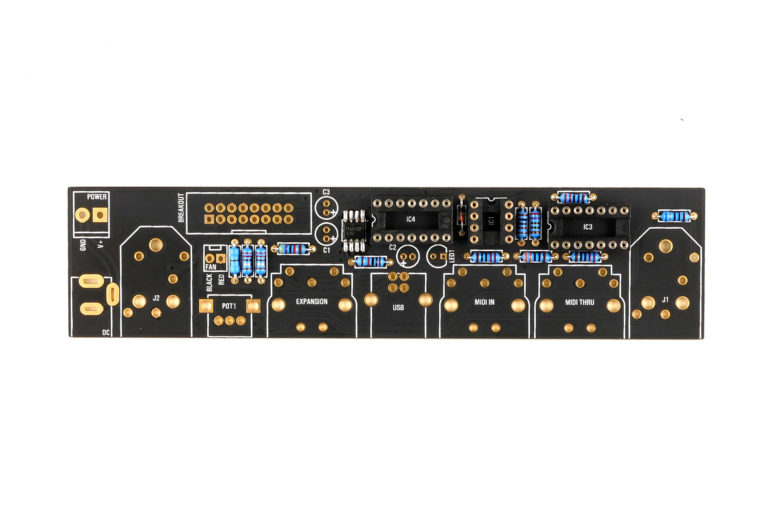 POWER
GND
V+
BREAKOUT
C3
C1
IC4
IC1
IC3
C2
LED1
BLACK
FAN
RED
DC
J2
POT1
EXPANSION
USB
MIDI IN
MIDI THRU
J1